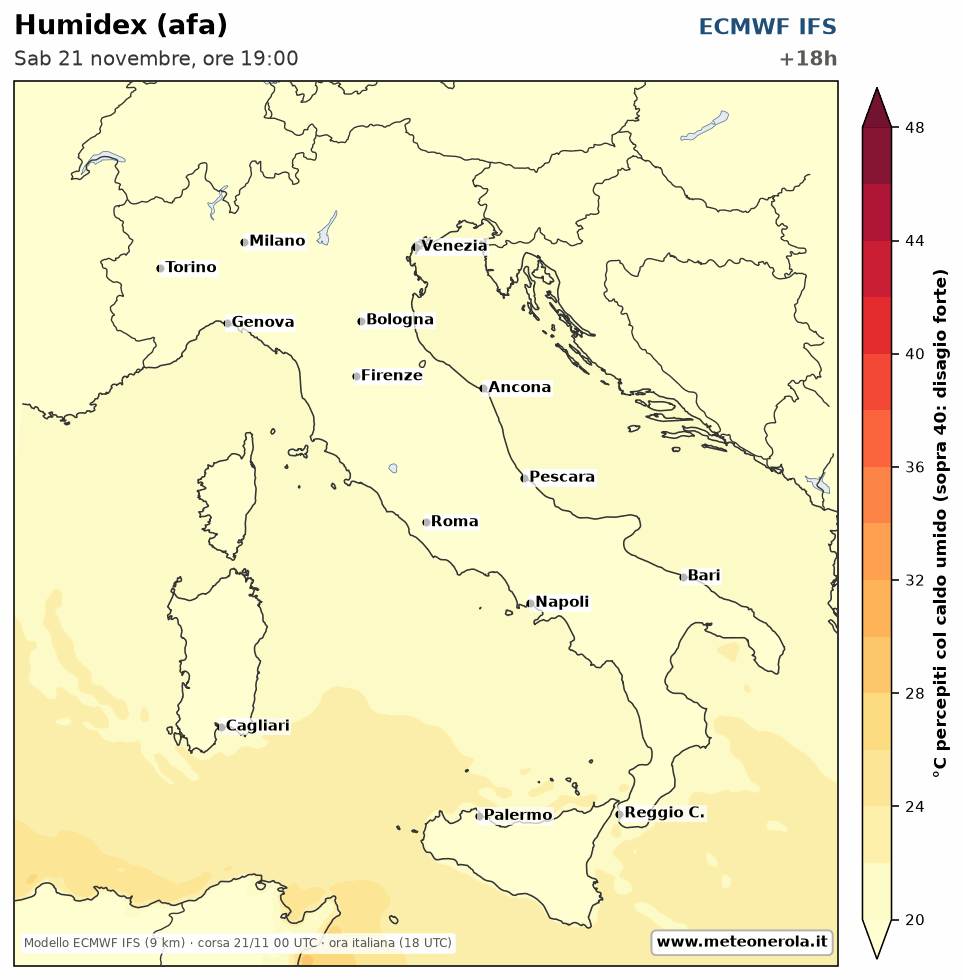 Humidex (afa)
ECMWF IFS
Sab 21 novembre, ore 19:00
+18h
48
44
40
36
32
28
24
20
°C percepiti col caldo umido (sopra 40: disagio forte)
Milano
Venezia
Torino
Genova
Bologna
Firenze
Ancona
Pescara
Roma
Bari
Napoli
Cagliari
Palermo
Reggio C.
Modello ECMWF IFS (9 km) · corsa 21/11 00 UTC · ora italiana (18 UTC)
www.meteonerola.it